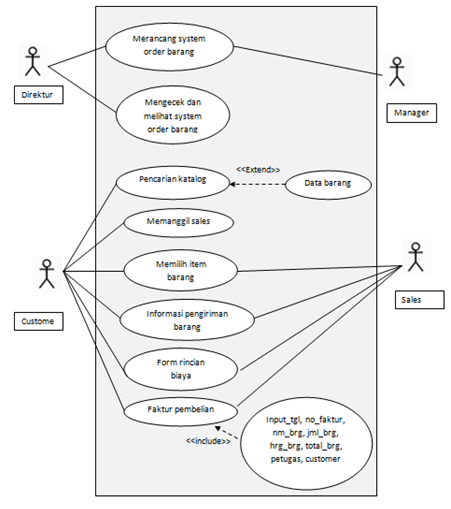 Merancang system
order barang
Direktur
Manager
Mengecek dan
melihat system
order barang
Pencarian katalog
<<Extend>>
Data barang
Memanggil sales
Memilih item
barang
Custome
Sales
Informasi pengiriman
barang
Form rincian
biaya
Faktur pembelian
<<include>>
Input_tgl, no_faktur,
nm_brg, jml_brg,
hrg_brg, total_brg,
petugas, customer